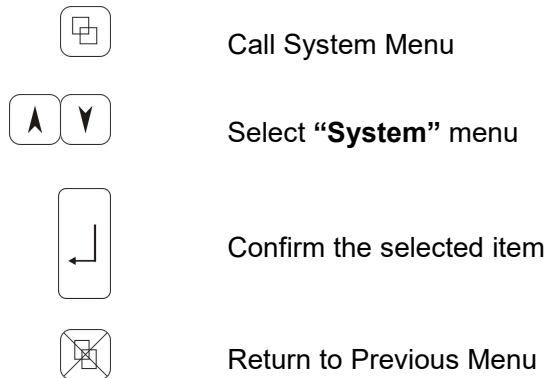 Call System Menu
Select “System” menu
Confirm the selected item
Return to Previous Menu